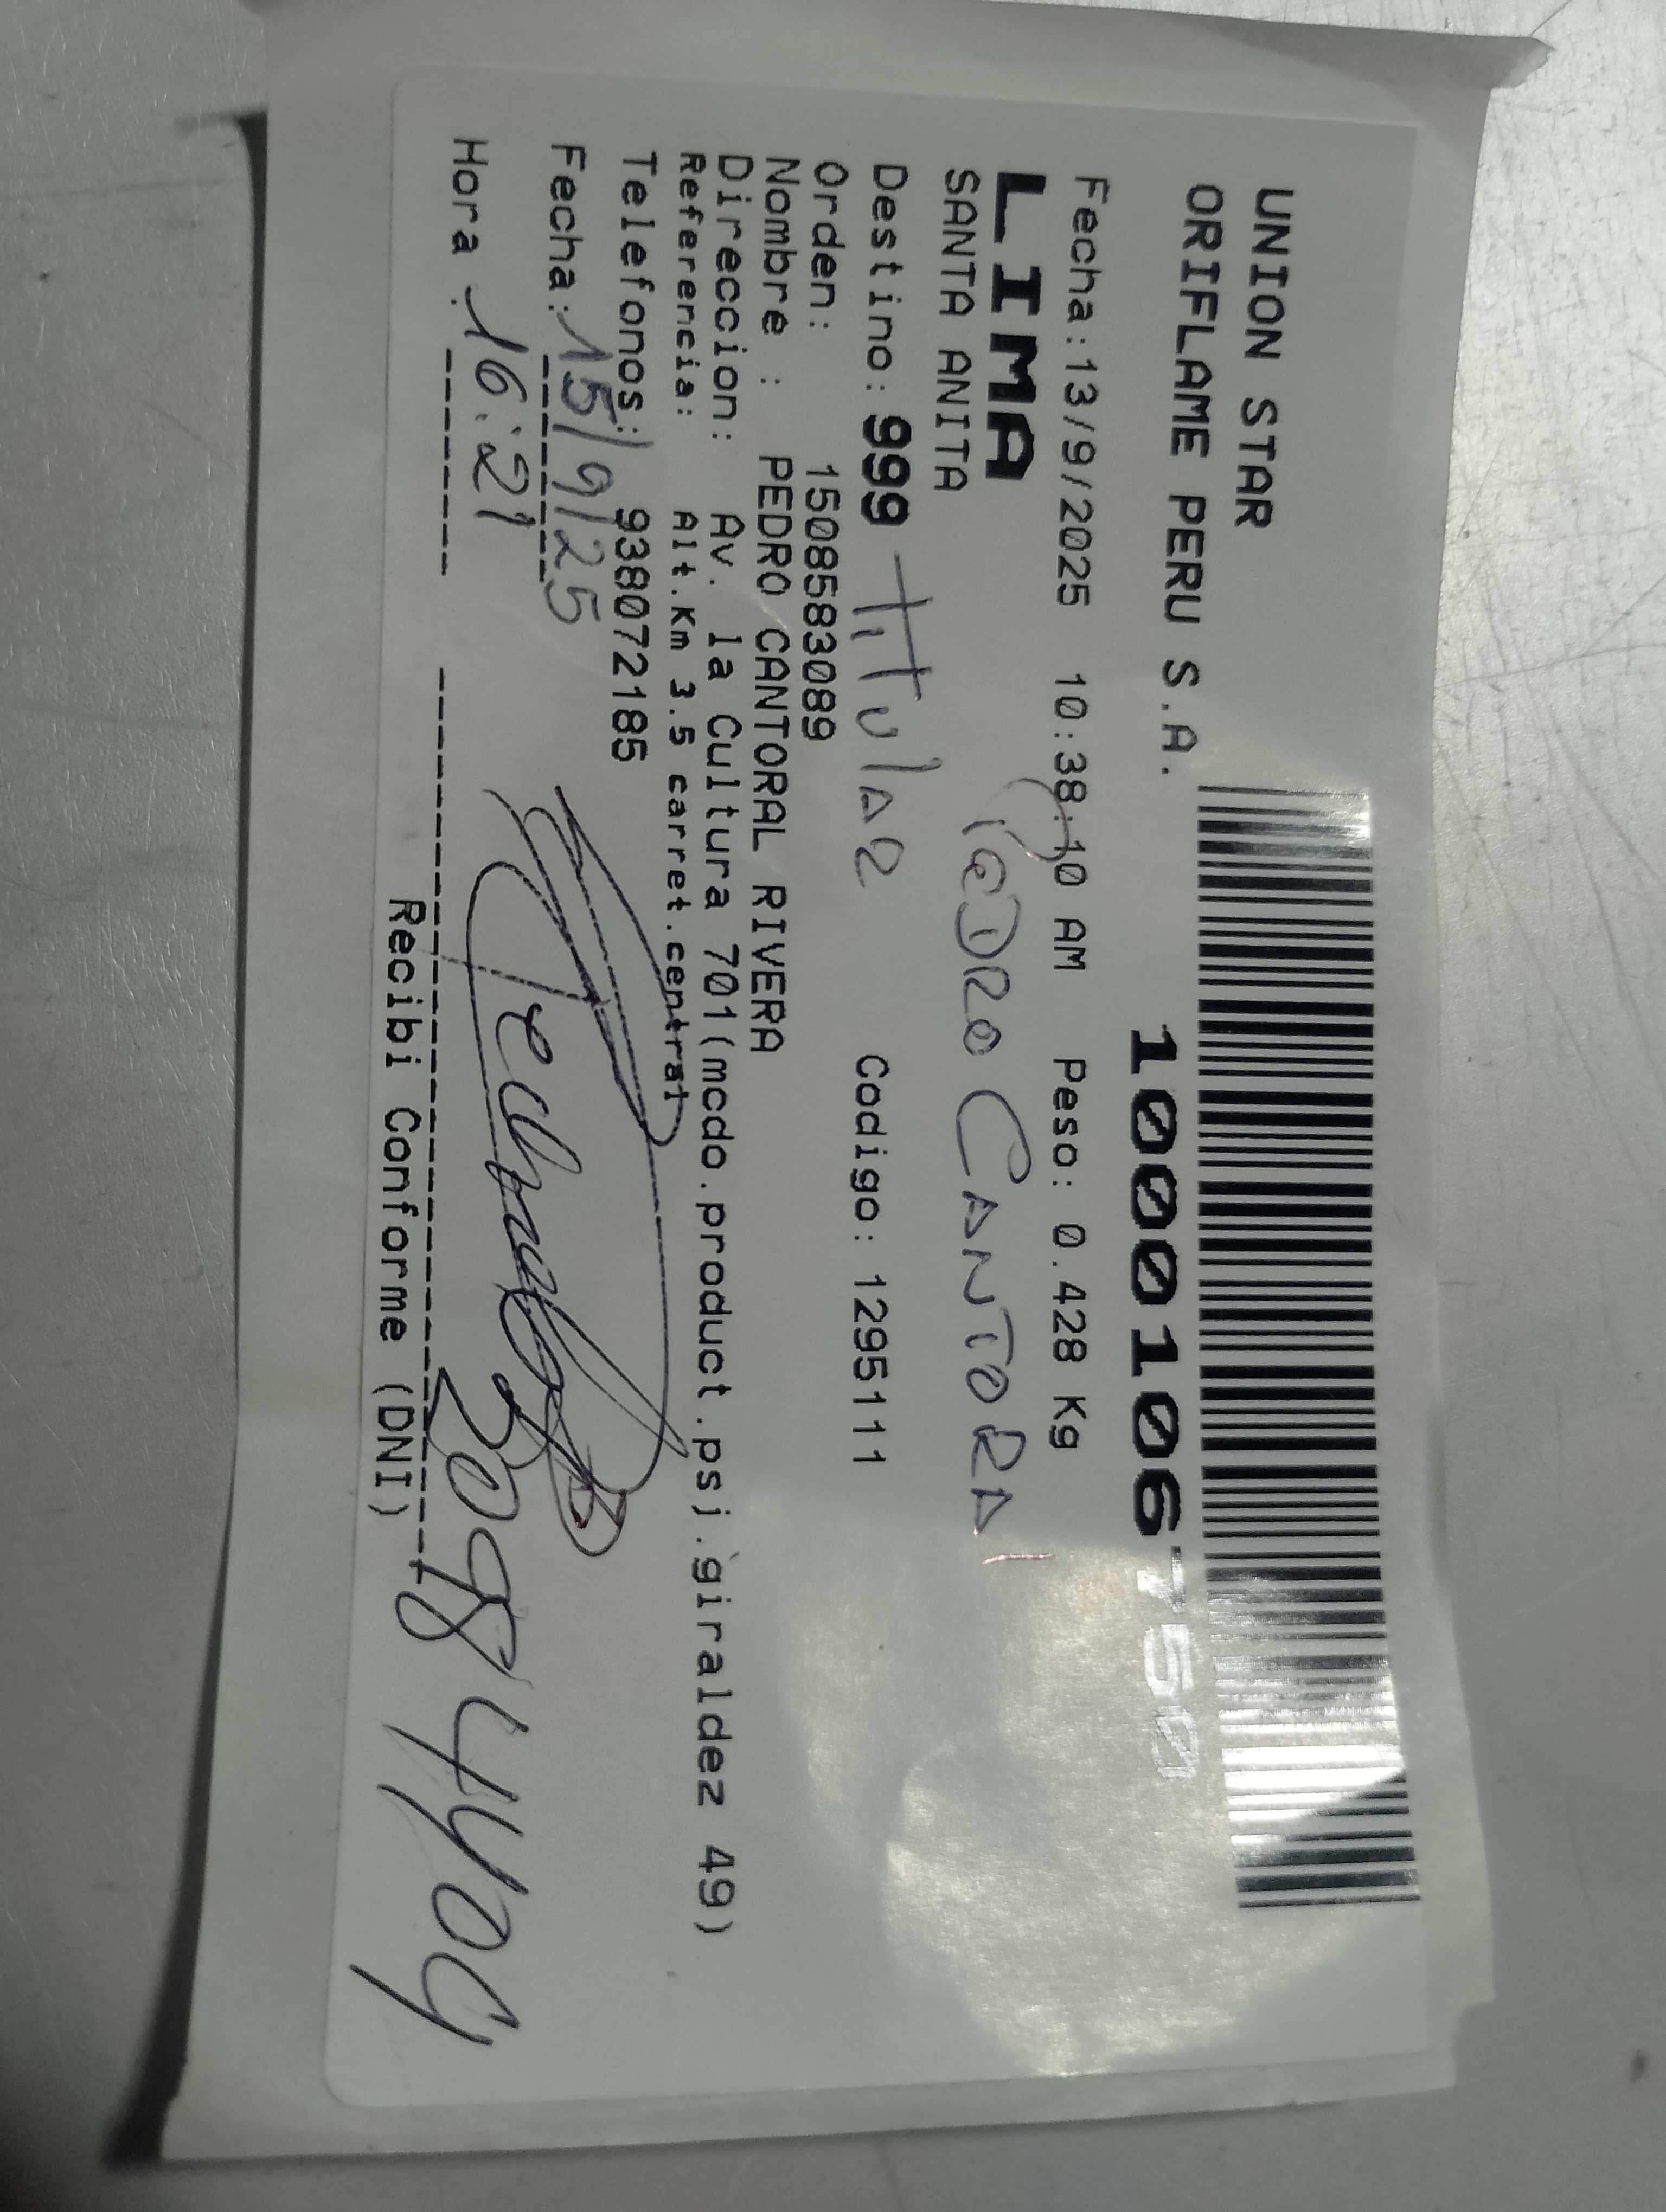 UNION STAR
ORIFLAME PERU S.A.
10001106750
Fecha:13/9/2025 10:38:10 AM Peso: 0.428 Kg
LIMA
SANTA ANITA
PEDRO CANTORAL
Destino: 999 titular Codigo: 1295111
Orden: 1508583089
Nombre : PEDRO CANTORAL RIVERA
Direccion: Av. la Cultura 701(mcdo.product.psj.giraldez 49)
Referencia: Alt.Km 3.5 carret.central
Telefonos: 938072185
Fecha: 15/9/25
Hora : 16:21
Recibi Conforme (DNI)